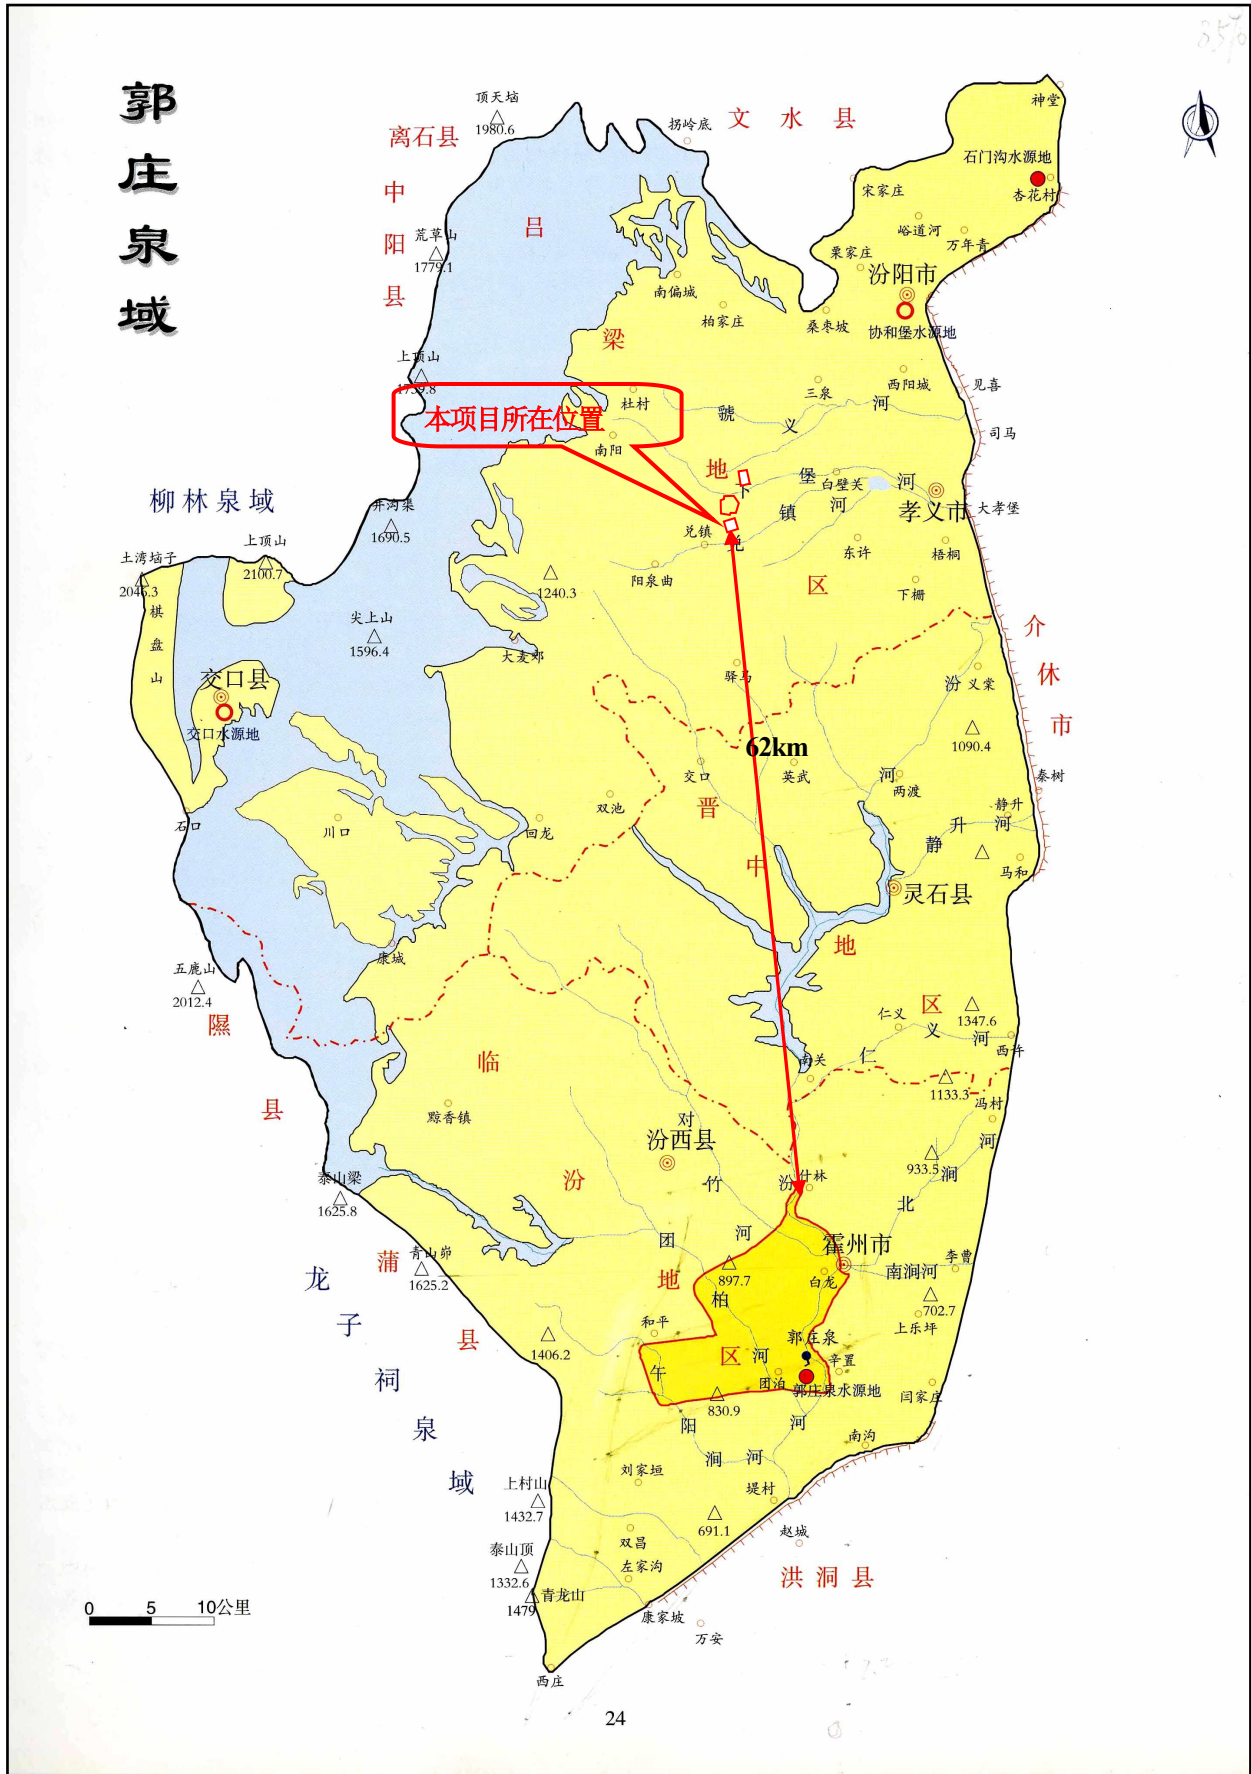 郭庄泉域
顶天垴
1980.6
拐岭底
文水县
神堂
离石县
石门沟水源地
杏花村
中阳县
吕
宋家庄
峪道河
万年青
荒草山
1779.1
栗家庄
汾阳市
南偏城
柏家庄
桑枣坡
协和堡水源地
梁
上顶山
1759.8
三泉
西阳城
见喜
杜村
虢义河
本项目所在位置
司马
南阳
地
下堡河
白壁关
柳林泉域
井沟渠
1690.5
孝义市
大孝堡
兑镇河
兑镇
上顶山
2100.7
东许
梧桐
土湾垴子
2046.3
阳泉曲
1240.3
区
下栅
棋盘山
尖上山
1596.4
介休市
大麦郊
驿马
汾
义棠
交口县
交口水源地
62km
1090.4
交口
英武
河
两渡
秦树
双池
晋
静升
静升河
石口
川口
回龙
中
马和
灵石县
康城
地
五鹿山
2012.4
隰县
区
1347.6
仁义
仁义河
西许
临
南关
1133.3
黥香镇
冯村
对
汾西县
933.5
北涧河
泰山梁
1625.8
汾
竹
汾
什林
团
河
霍州市
青山峁
1625.2
蒲县
地
897.7
白龙
南涧河
李曹
柏
702.7
龙子祠泉域
和平
上乐坪
1406.2
郭庄泉
区
河
辛置
午
团泊
郭庄泉水源地
闫家庄
830.9
阳
河
南沟
涧河
刘家垣
上村山
1432.7
堤村
691.1
赵城
双昌
泰山顶
1332.6
左家沟
洪洞县
青龙山
1479
0 5 10公里
康家坡
万安
西庄
24